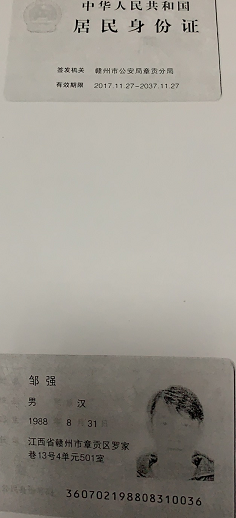 中华人民共和国
居民身份证
签发机关 赣州市公安局章贡分局
有效期限 2017.11.27-2037.11.27
邹强
男 汉
1988 8 31
江西省赣州市章贡区罗家
巷13号4单元501室
360702198808310036